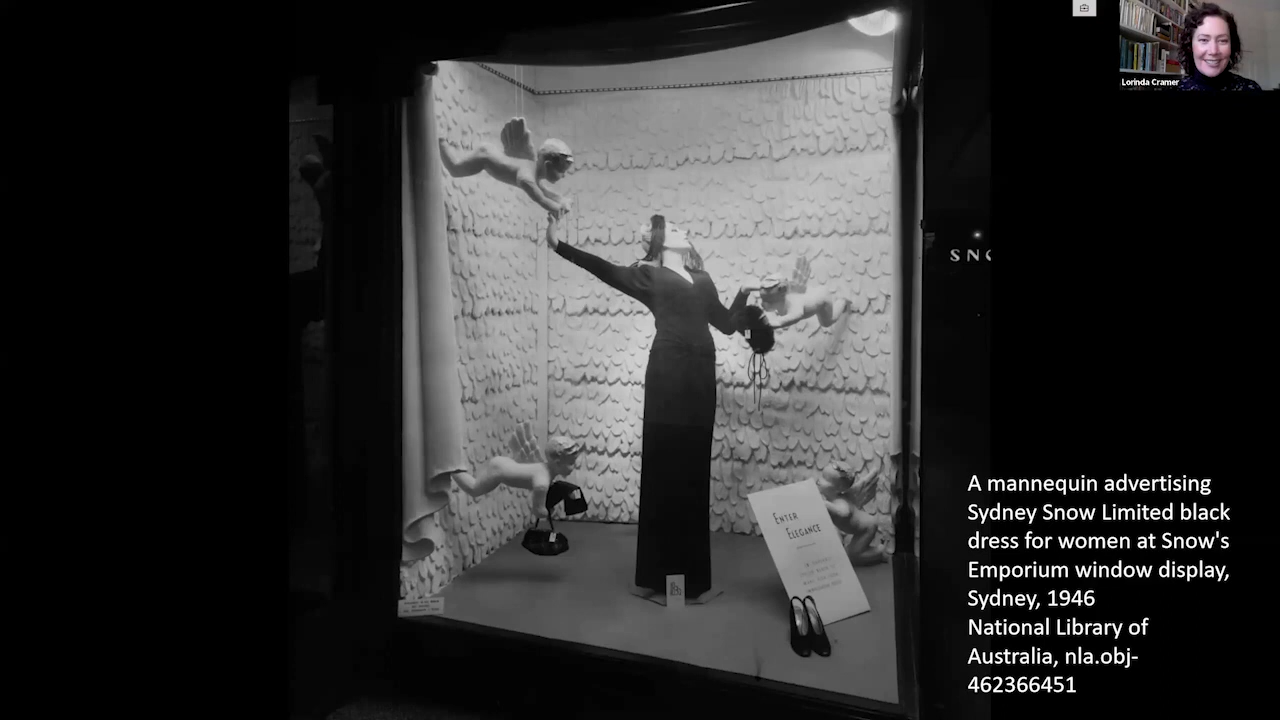 Lorinda Cramer
SNO
ENTER
ELEGANCE
A mannequin advertising
Sydney Snow Limited black
dress for women at Snow's
Emporium window display,
Sydney, 1946
National Library of
Australia, nla.obj-
462366451